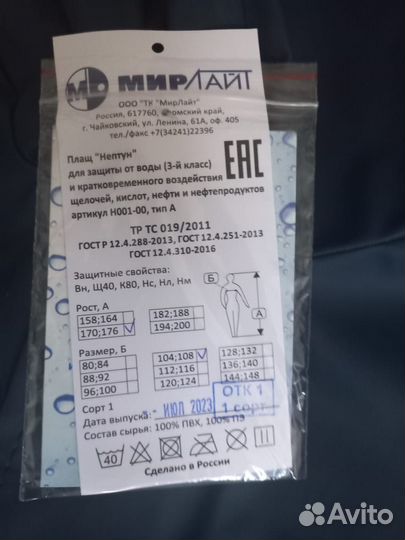 МД МИРЛАЙТ
ООО "ТК "МирЛайт"
Россия, 617760, Пермский край,
г. Чайковский, ул. Ленина, 61А, оф. 405
тел./факс +7(34241)22396
Плащ "Нептун"
для защиты от воды (3-й класс)
и кратковременного воздействия
щелочей, кислот, нефти и нефтепродуктов
артикул Н001-00, тип А
ЕАС
ТР ТС 019/2011
ГОСТ Р 12.4.288-2013, ГОСТ 12.4.251-2013
ГОСТ 12.4.310-2016
Защитные свойства:
Вн, Щ40, К80, Нс, Нл, Нм
Рост, А
158;164 182;188
170;176 194;200
Б
А
Размер, Б
80;84 104;108 128;132
88;92 112;116 136;140
96;100 120;124 144;148
Сорт 1
ОТК 1
Дата выпуска: ИЮЛ 2023
1 сорт
Состав сырья: 100% ПВХ, 100% ПЭ
40
Сделано в России
Avito